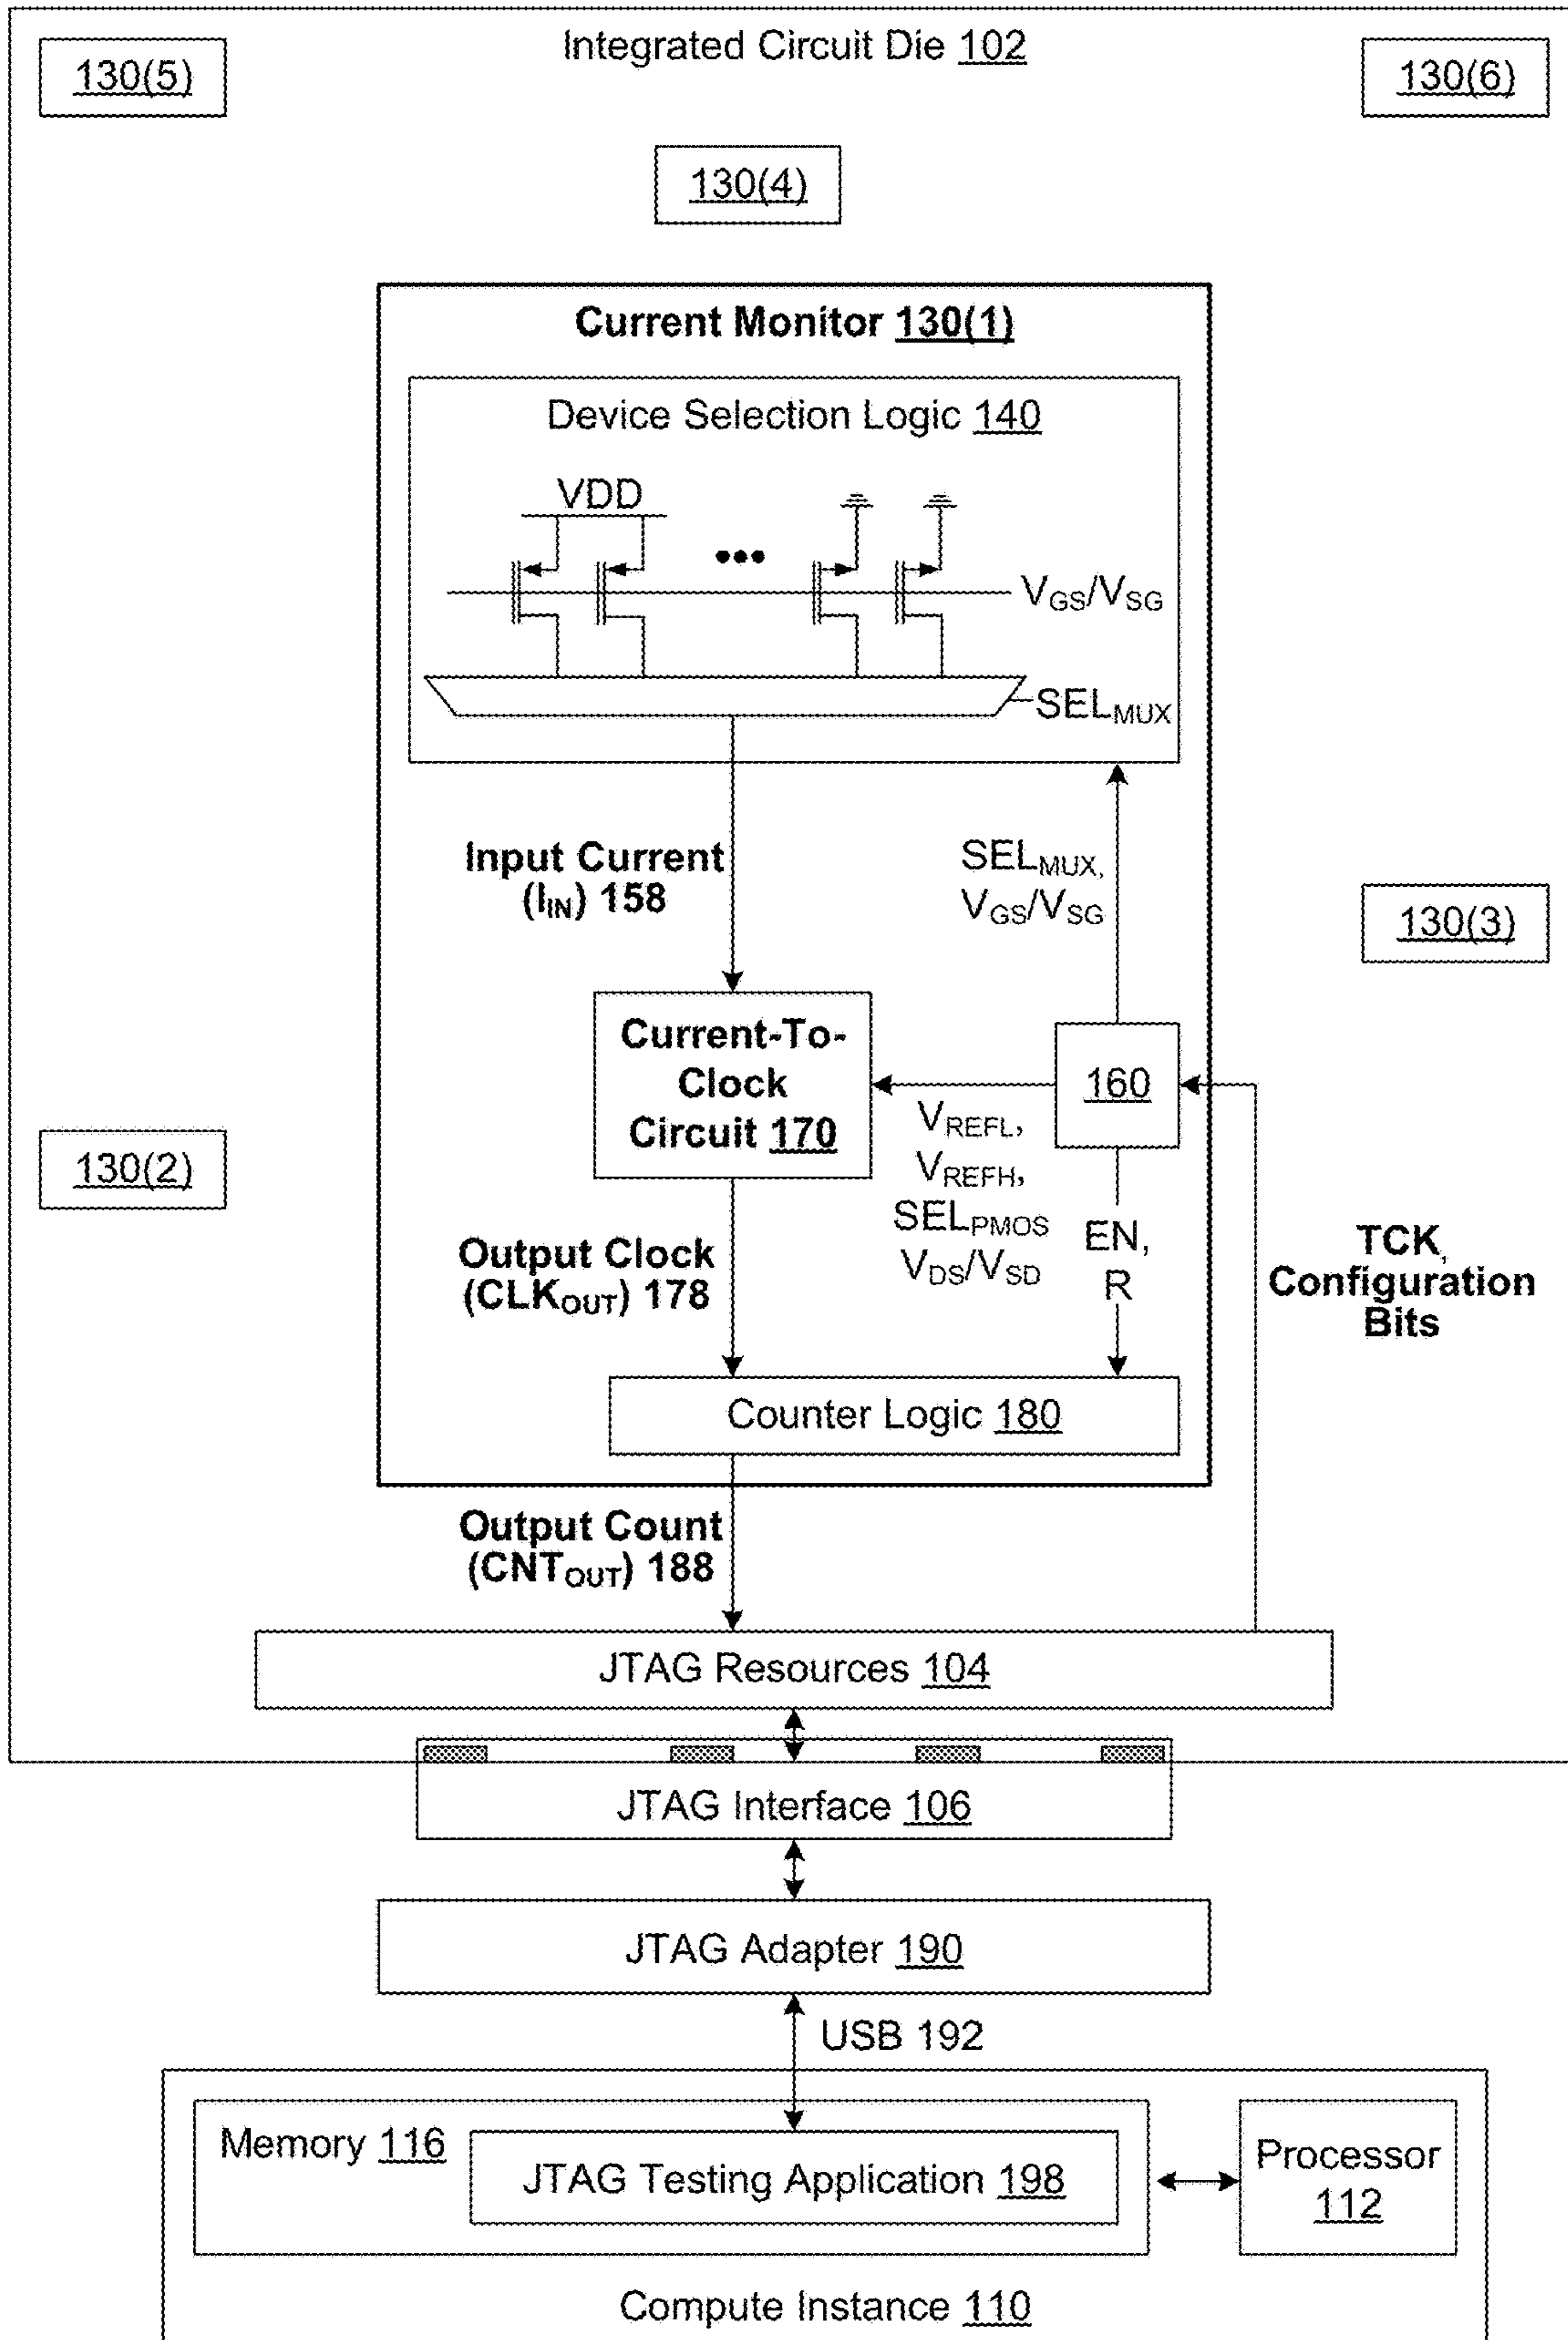 Integrated Circuit Die 102
130(5)
130(6)
130(4)
Current Monitor 130(1)
Device Selection Logic 140
VDD
•••
VGS/VSG
SELMUX
Input Current
(IIN) 158
SELMUX,
VGS/VSG
130(3)
Current-To-
Clock
Circuit 170
160
VREFL,
VREFH,
SELPMOS
VDS/VSD
EN,
R
130(2)
Output Clock
(CLKOUT) 178
TCK,
Configuration
Bits
Counter Logic 180
Output Count
(CNTOUT) 188
JTAG Resources 104
JTAG Interface 106
JTAG Adapter 190
USB 192
Memory 116
JTAG Testing Application 198
Processor
112
Compute Instance 110